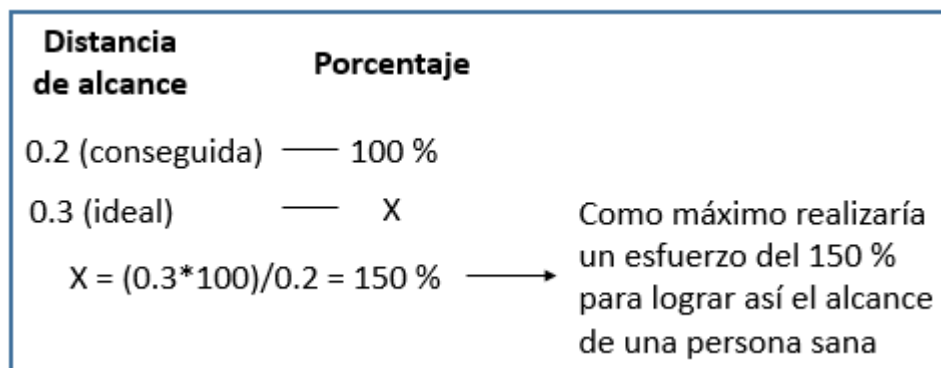 Distancia
de alcance
Porcentaje
0.2 (conseguida) — 100 %
0.3 (ideal) — X
X = (0.3*100)/0.2 = 150 %
Como máximo realizaría
un esfuerzo del 150 %
para lograr así el alcance
de una persona sana